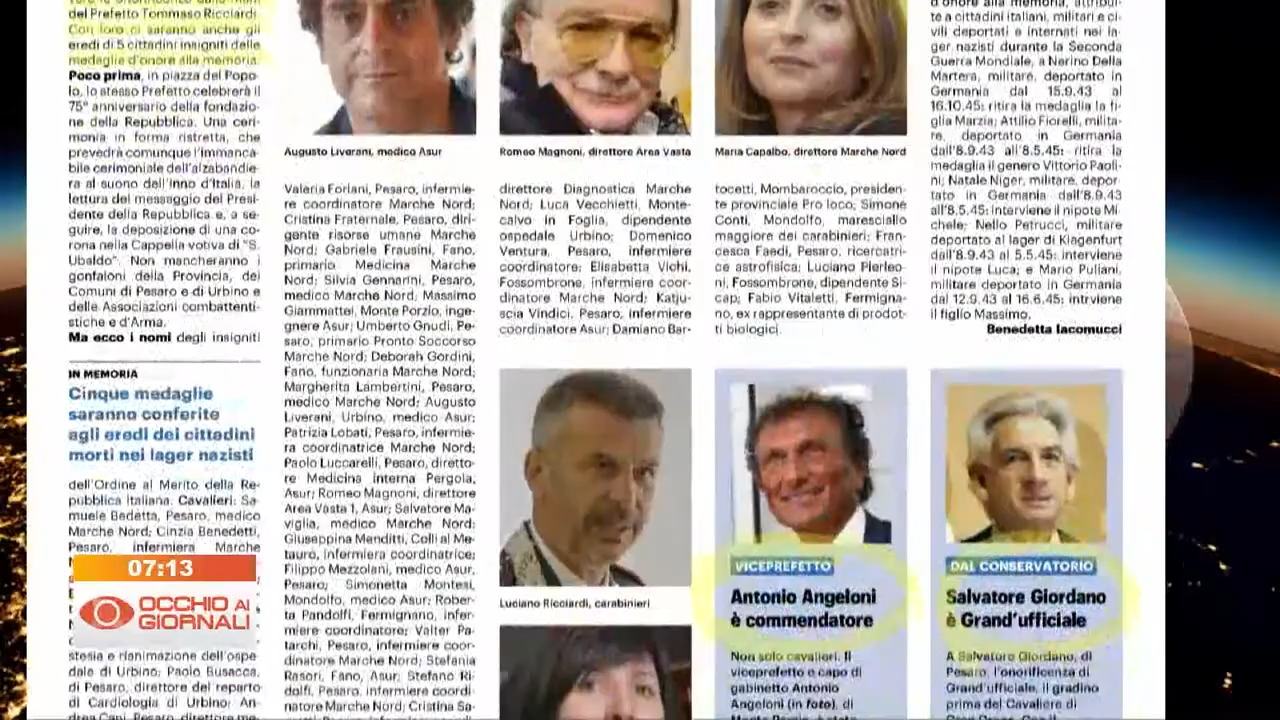 del Prefetto Tommaso Ricciardi.
Con loro ci saranno anche gli
eredi di 5 cittadini insigniti delle
medaglie d'onore alla memoria.
Poco prima, in piazza del Popo-
lo, lo stesso Prefetto celebrerà il
75° anniversario della fondazio-
ne della Repubblica. Una ceri-
monia in forma ristretta, che
prevedrà comunque l'immanca-
bile cerimoniale dell'alzabandie-
ra al suono dell'Inno d'Italia, la
lettura del messaggio del Presi-
dente della Repubblica e, a se-
guire, la deposizione di una co-
rona nella Cappella votiva di "S.
Ubaldo". Non mancheranno i
gonfaloni della Provincia, dei
Comuni di Pesaro e di Urbino e
delle Associazioni combattenti-
stiche e d'Arma.
Ma ecco i nomi degli insigniti
IN MEMORIA
Cinque medaglie
saranno conferite
agli eredi dei cittadini
morti nei lager nazisti
dell'Ordine al Merito della Re-
pubblica Italiana. Cavalieri: Sa-
muele Bedetta, Pesaro, medico
Marche Nord; Cinzia Benedetti,
Pesaro, infermiera Marche
07:13
OCCHIO AI
GIORNALI
stesia e rianimazione dell'ospe-
dale di Urbino; Paolo Busacca,
di Pesaro, direttore del reparto
di Cardiologia di Urbino; An-
drea Cani, Pesaro, direttore me-
Augusto Liverani, medico Asur
Valeria Forlani, Pesaro, infermie-
re coordinatore Marche Nord;
Cristina Fraternale, Pesaro, diri-
gente risorse umane Marche
Nord; Gabriele Frausini, Fano,
primario Medicina Marche
Nord; Silvia Gennarini, Pesaro,
medico Marche Nord; Massimo
Giammattei, Monte Porzio, inge-
gnere Asur; Umberto Gnudi, Pe-
saro, primario Pronto Soccorso
Marche Nord; Deborah Gordini,
Fano, funzionaria Marche Nord;
Margherita Lambertini, Pesaro,
medico Marche Nord; Augusto
Liverani, Urbino, medico Asur;
Patrizia Lobati, Pesaro, infermie-
ra coordinatrice Marche Nord;
Paolo Luccarelli, Pesaro, diretto-
re Medicina interna Pergola,
Asur; Romeo Magnoni, direttore
Area Vasta 1, Asur; Salvatore Ma-
viglia, medico Marche Nord;
Giuseppina Menditti, Colli al Me-
tauro, infermiera coordinatrice;
Filippo Mezzolani, medico Asur,
Pesaro; Simonetta Montesi,
Mondolfo, medico Asur; Rober-
ta Pandolfi, Fermignano, infer-
miere coordinatore; Valter Pa-
tarchi, Pesaro, infermiere coor-
dinatore Marche Nord; Stefania
Rasori, Fano, Asur; Stefano Ri-
dolfi, Pesaro, infermiere coordi-
natore Marche Nord; Cristina Sa-
Romeo Magnoni, direttore Area Vasta
direttore Diagnostica Marche
Nord; Luca Vecchietti, Monte-
calvo in Foglia, dipendente
ospedale Urbino; Domenico
Ventura, Pesaro, infermiere
coordinatore; Elisabetta Vichi,
Fossombrone, infermiere coor-
dinatore Marche Nord; Katju-
scia Vindici, Pesaro, infermiere
coordinatore Asur; Damiano Bar-
Maria Capalbo, direttore Marche Nord
tocetti, Mombaroccio, presiden-
te provinciale Pro loco; Simone
Conti, Mondolfo, maresciallo
maggiore dei carabinieri; Fran-
cesca Faedi, Pesaro, ricercatri-
ce astrofisica; Luciano Pierleo-
ni, Fossombrone, dipendente Si-
cap; Fabio Vitaletti, Fermigna-
no, ex rappresentante di prodot-
ti biologici.
d'onore alla memoria, attribui-
te a cittadini italiani, militari e ci-
vili deportati e internati nei la-
ger nazisti durante la Seconda
Guerra Mondiale, a Nerino Della
Martera, militare, deportato in
Germania dal 15.9.43 al
16.10.45: ritira la medaglia la fi-
glia Marzia; Attilio Fiorelli, milita-
re, deportato in Germania
dall'8.9.43 all'8.5.45: ritira la
medaglia il genero Vittorio Paoli-
ni; Natale Niger, militare, depor-
tato in Germania dall'8.9.43
all'8.5.45: interviene il nipote Mi-
chele; Nello Petrucci, militare
deportato al lager di Klagenfurt
dall'8.9.43 al 5.5.45: interviene
il nipote Luca; e Mario Puliani,
militare deportato in Germania
dal 12.9.43 al 16.6.45: intrviene
il figlio Massimo.
Benedetta Iacomucci
Luciano Ricciardi, carabinieri
VICEPREFETTO
Antonio Angeloni
è commendatore
Non solo cavalieri. Il
viceprefetto e capo di
gabinetto Antonio
Angeloni (in foto), di
DAL CONSERVATORIO
Salvatore Giordano
è Grand'ufficiale
A Salvatore Giordano, di
Pesaro, l'onorificenza di
Grand'ufficiale, il gradino
prima del Cavaliere di